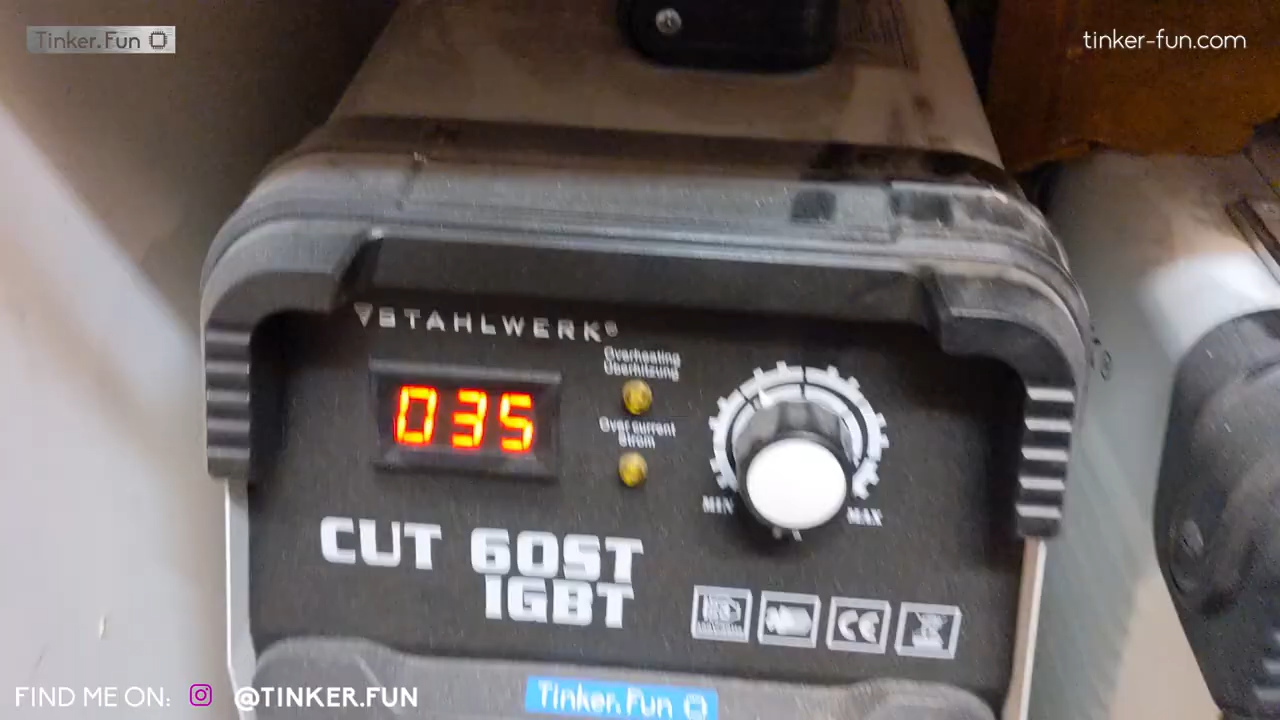 Tinker.Fun
tinker-fun.com
STAHLWERK®
Overheating
Überhitzung
035
Over current
Strom
MIN
MAX
CUT 60ST
IGBT
CE
FIND ME ON: @TINKER.FUN
Tinker.Fun